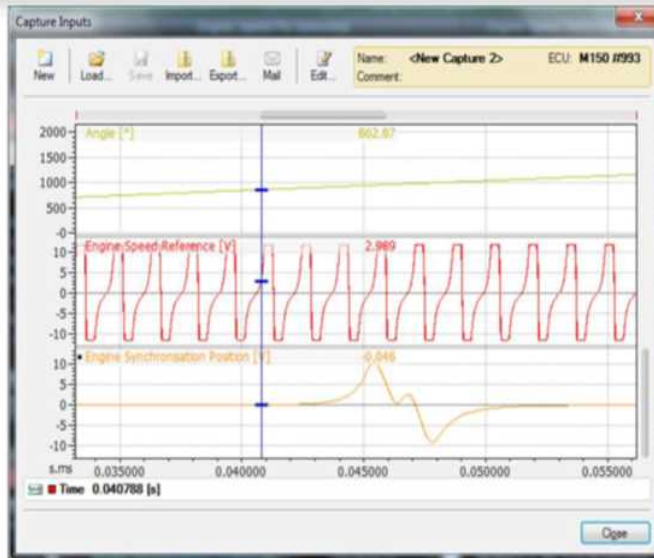 Capture Inputs
New Load... Save Import... Export... Mail Edit...
Name: <New Capture 2> ECU: M150 #993
Comment:
Angle [°] 862.87
2000
1500
1000
500
-0
Engine Speed Reference [V] 2.989
10
5
0
-5
-10
Engine Synchronisation Position [V] -0.046
10
5
0
-5
-10
s.ms 0.035000 0.040000 0.045000 0.050000 0.055000
Time 0.040788 [s]
Close